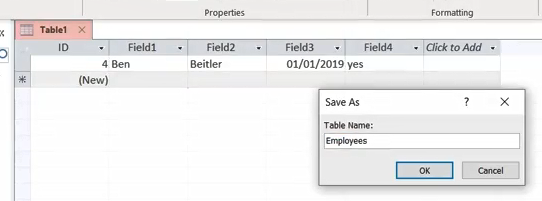 Properties
Formatting
Table1
ID Field1 Field2 Field3 Field4 Click to Add
4 Ben Beitler 01/01/2019 yes
(New)
Save As
Table Name:
Employees
OK Cancel